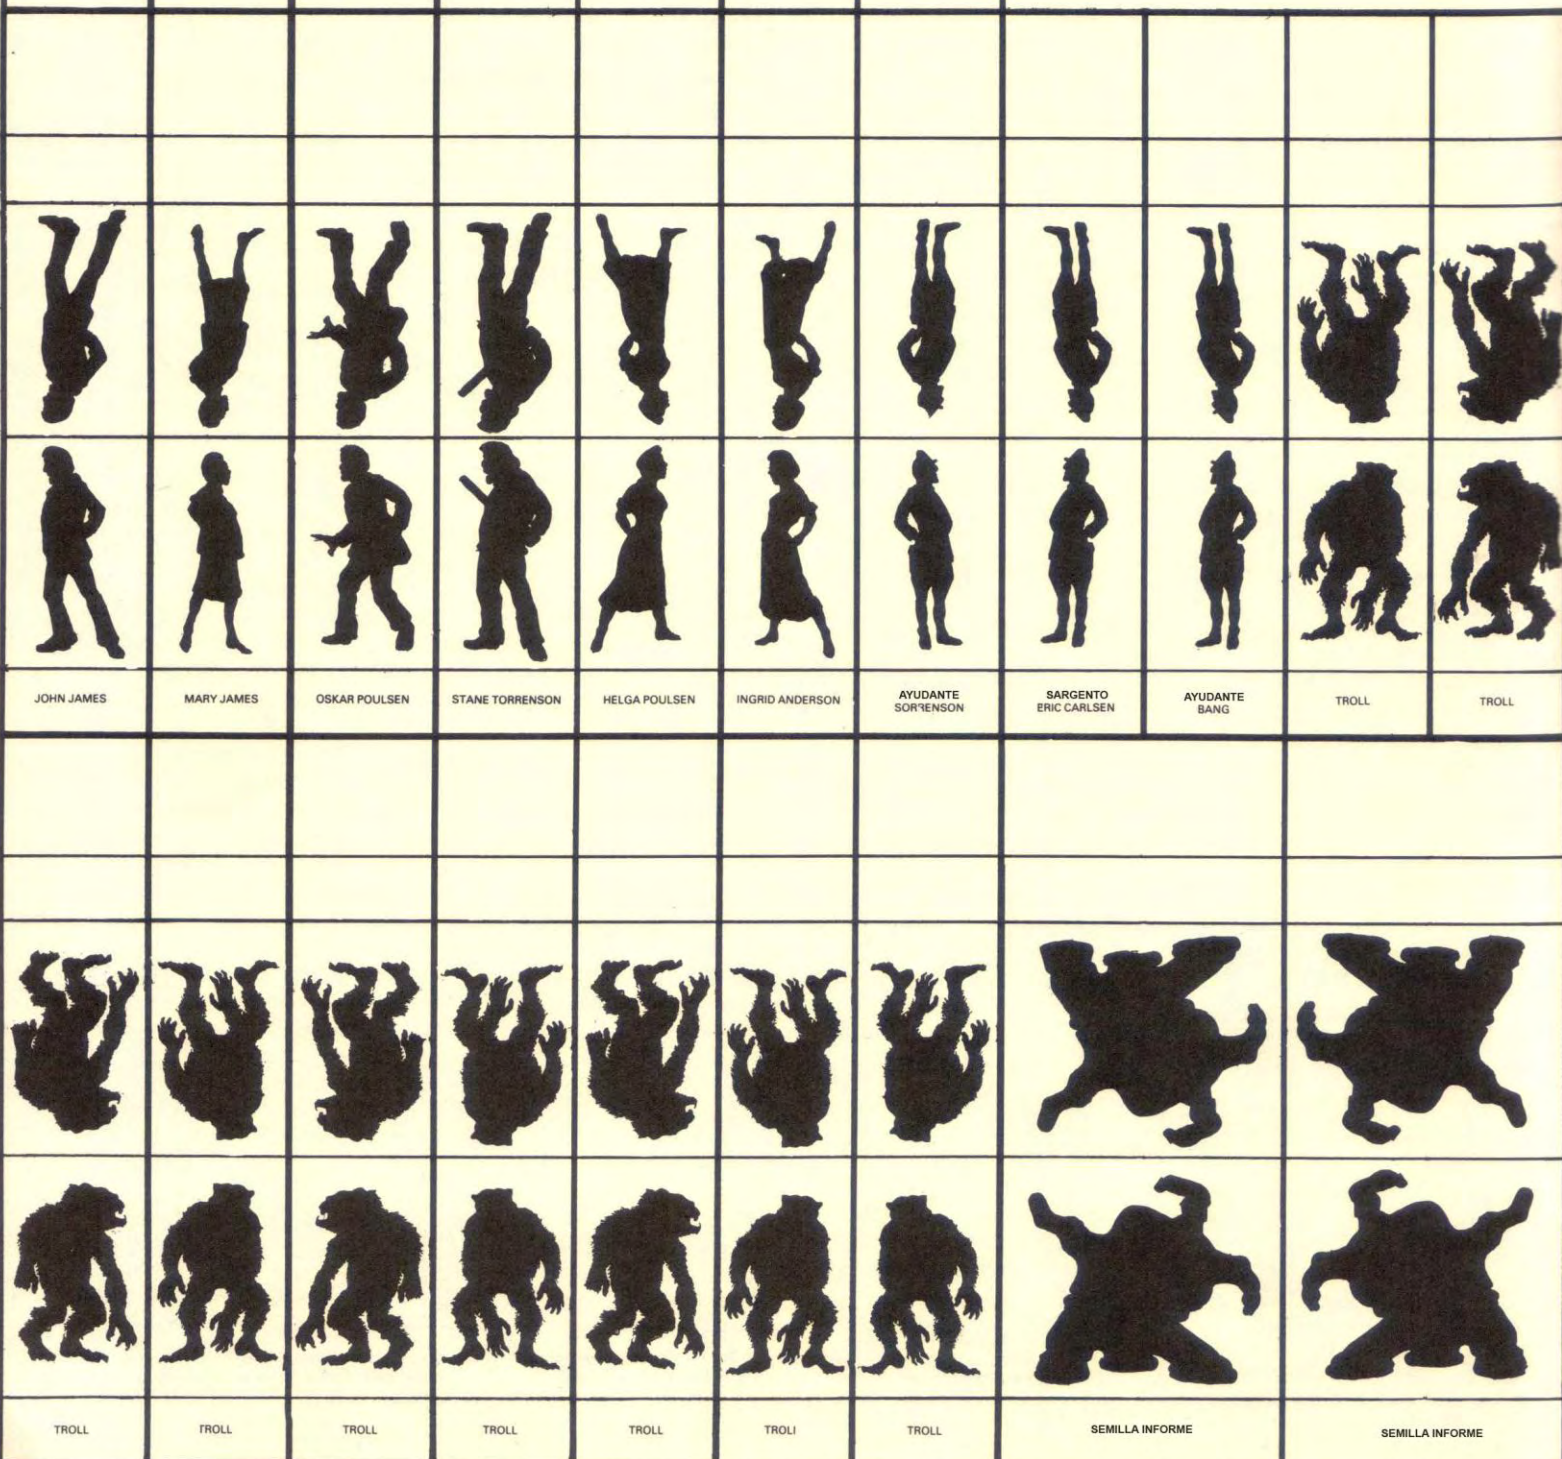 JOHN JAMES
MARY JAMES
OSKAR POULSEN
STANE TORRENSON
HELGA POULSEN
INGRID ANDERSON
AYUDANTE
SORRENSON
SARGENTO
ERIC CARLSEN
AYUDANTE
BANG
TROLL
TROLL
TROLL
TROLL
TROLL
TROLL
TROLL
TROLL
TROLL
SEMILLA INFORME
SEMILLA INFORME